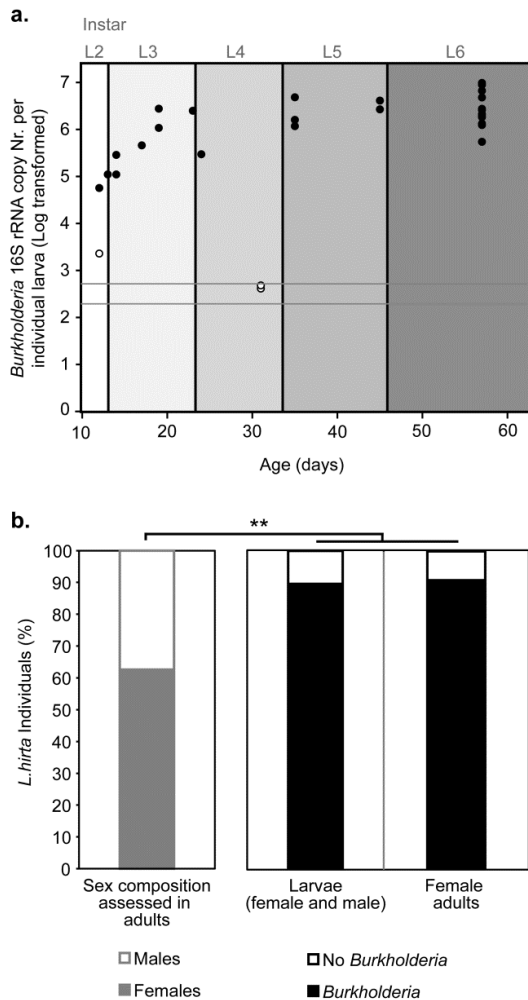 a.
Instar
L2 L3 L4 L5 L6
Burkholderia 16S rRNA copy Nr. per
individual larva (Log transformed)
7
6
5
4
3
2
1
0
10 20 30 40 50 60
Age (days)
b.
**
L.hirta Individuals (%)
100
90
80
70
60
50
40
30
20
10
0
Sex composition
assessed in
adults
Larvae
(female and male)
Female
adults
Males
Females
No Burkholderia
Burkholderia